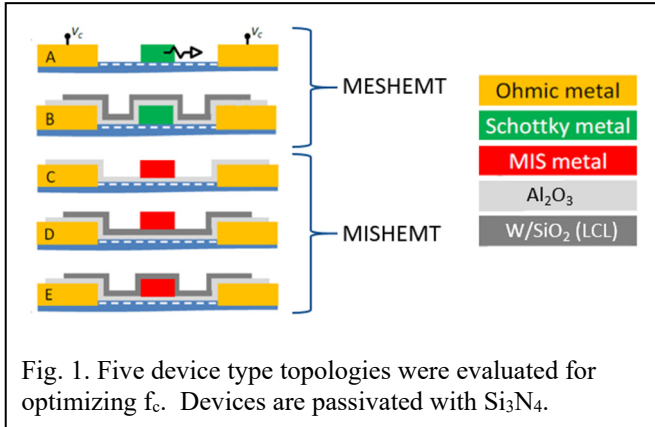 Vc
Vc
A
B
C
D
E
MESHEMT
MISHEMT
Ohmic metal
Schottky metal
MIS metal
Al₂O₃
W/SiO₂ (LCL)
Fig. 1. Five device type topologies were evaluated for
optimizing fc. Devices are passivated with Si₃N₄.